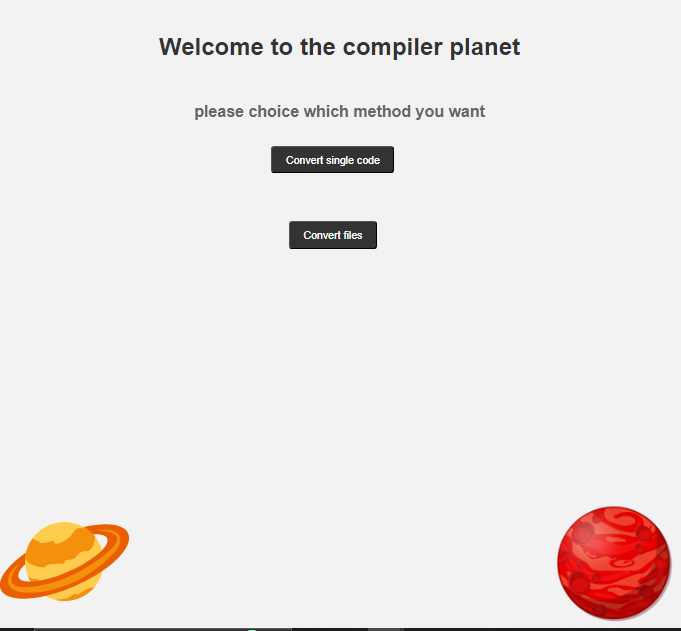 Welcome to the compiler planet
please choice which method you want
Convert single code
Convert files